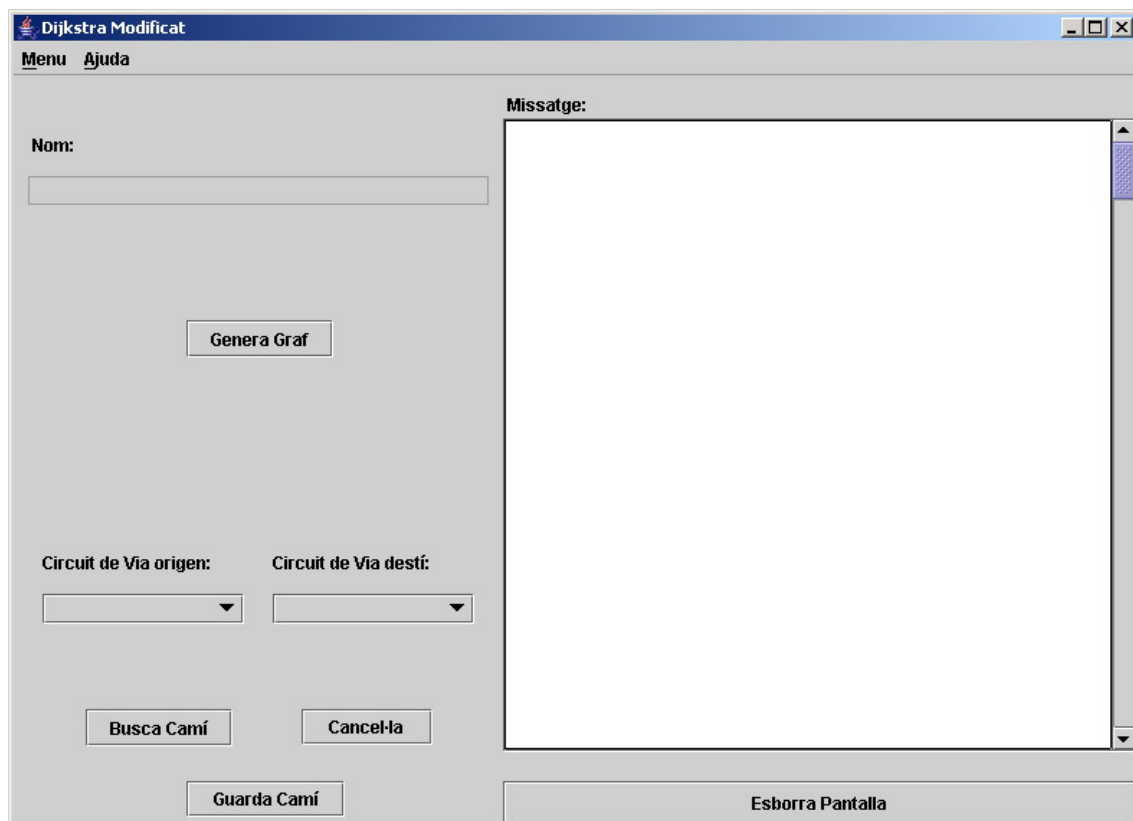 Dijkstra Modificat
Menu Ajuda
Missatge:
Nom:
Genera Graf
Circuit de Via origen: Circuit de Via destí:
Busca Camí Cancel·la
Guarda Camí Esborra Pantalla